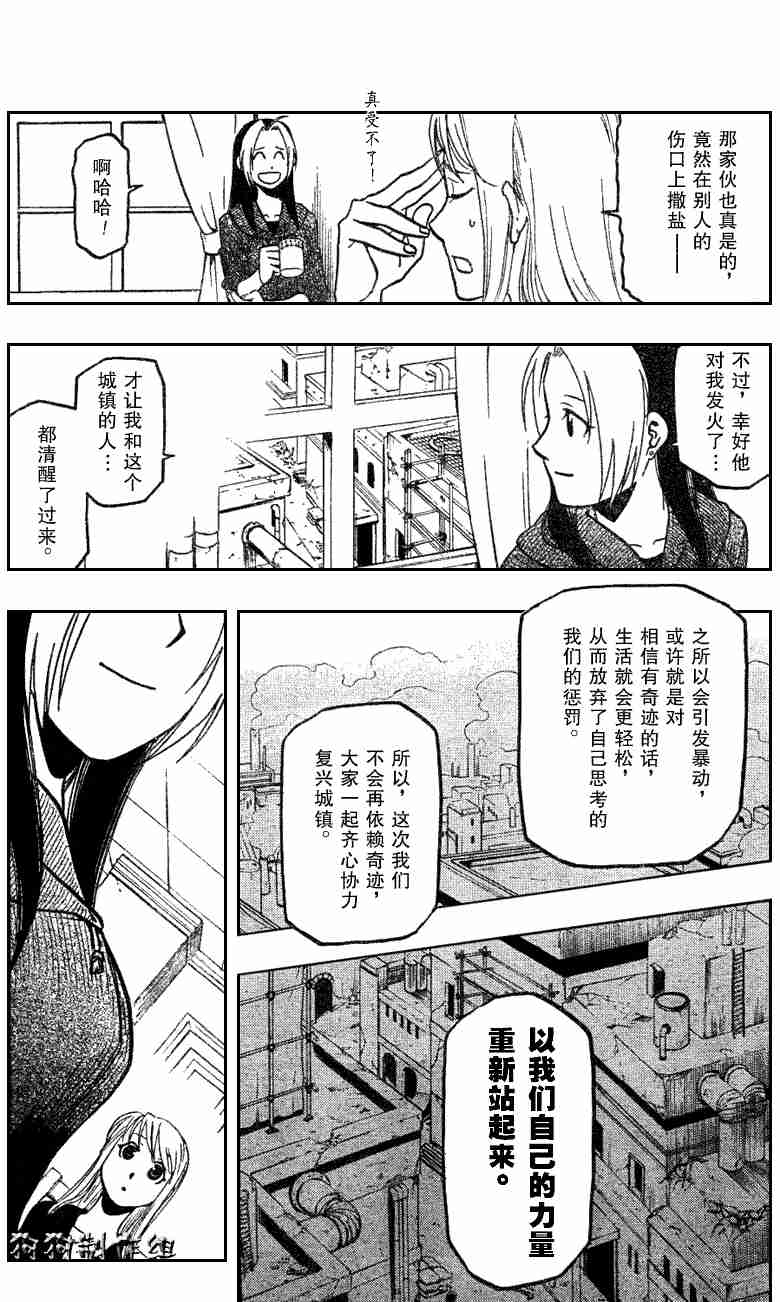 那家伙也真是的，
竟然在别人的
伤口上撒盐——
真受不了！
啊哈哈！
不过，幸好他
对我发火了…
才让我和这个
城镇的人…
都清醒了过来。
之所以会引发暴动，
或许就是对
相信有奇迹的话，
生活就会更轻松，
从而放弃了自己思考的
我们的惩罚。
所以，这次我们
不会再依赖奇迹，
大家一起齐心协力
复兴城镇。
以我们自己的力量
重新站起来。
狗狗制作组